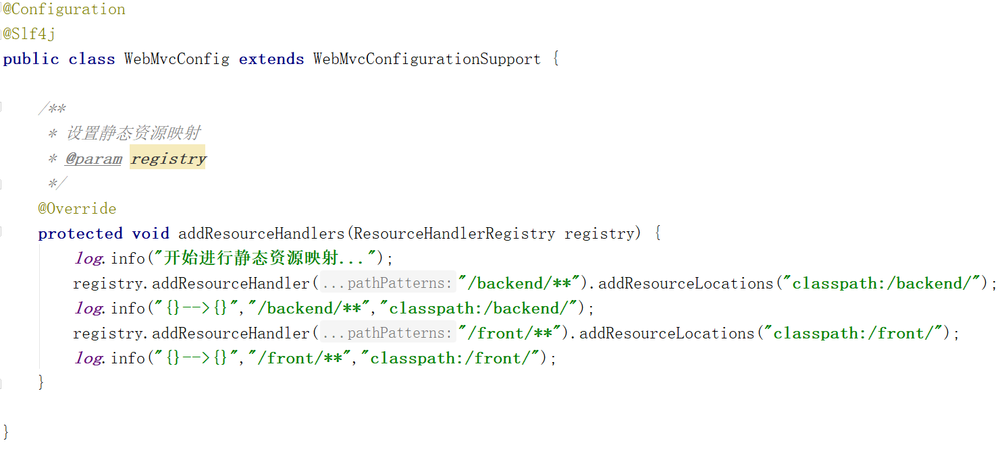 @Configuration
@Slf4j
public class WebMvcConfig extends WebMvcConfigurationSupport {
/**
* 设置静态资源映射
* @param registry
*/
@Override
protected void addResourceHandlers(ResourceHandlerRegistry registry) {
log.info("开始进行静态资源映射...");
registry.addResourceHandler( ...pathPatterns: "/backend/**").addResourceLocations("classpath:/backend/");
log.info("{}-->{}","/backend/**","classpath:/backend/");
registry.addResourceHandler( ...pathPatterns: "/front/**").addResourceLocations("classpath:/front/");
log.info("{}-->{}","/front/**","classpath:/front/");
}
}